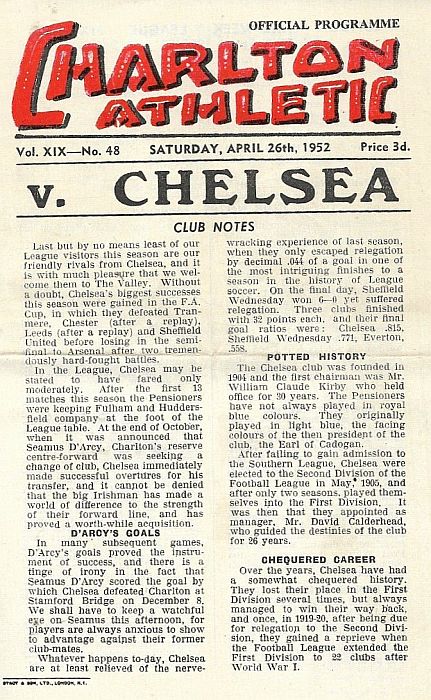 OFFICIAL PROGRAMME
CHARLTON
ATHLETIC
Vol. XIX—No. 48 SATURDAY, APRIL 26th, 1952 Price 3d.
v. CHELSEA
CLUB NOTES
Last but by no means least of our
League visitors this season are our
friendly rivals from Chelsea, and it
is with much pleasure that we wel-
come them to The Valley. Without
a doubt, Chelsea's biggest successes
this season were gained in the F.A.
Cup, in which they defeated Tran-
mere, Chester (after a replay),
Leeds (after a replay) and Sheffield
United before losing in the semi-
final to Arsenal after two tremen-
dously hard-fought battles.
In the League, Chelsea may be
stated to have fared only
moderately. After the first 13
matches this season the Pensioners
were keeping Fulham and Hudders-
field company at the foot of the
League table. At the end of October,
when it was announced that
Seamus D'Arcy, Charlton's reserve
centre-forward was seeking a
change of club, Chelsea immediately
made successful overtures for his
transfer, and it cannot be denied
that the big Irishman has made a
world of difference to the strength
of their forward line, and has
proved a worth-while acquisition.
D'ARCY'S GOALS
In many subsequent games,
D'Arcy's goals proved the instru-
ment of success, and there is a
tinge of irony in the fact that
Seamus D'Arcy scored the goal by
which Chelsea defeated Charlton at
Stamford Bridge on December 8.
We shall have to keep a watchful
eye on Seamus this afternoon, for
players are always anxious to show
to advantage against their former
club-mates.
Whatever happens to-day, Chelsea
are at least relieved of the nerve-
wracking experience of last season,
when they only escaped relegation
by decimal .044 of a goal in one of
the most intriguing finishes to a
season in the history of League
soccer. On the final day, Sheffield
Wednesday won 6—0 yet suffered
relegation. Three clubs finished
with 32 points each, and their final
goal ratios were: Chelsea .815,
Sheffield Wednesday .771, Everton,
.558.
POTTED HISTORY
The Chelsea club was founded in
1904 and the first chairman was Mr.
William Claude Kirby who held
office for 30 years. The Pensioners
have not always played in royal
blue colours. They originally
played in light blue, the facing
colours of the then president of the
club, the Earl of Cadogan.
After failing to gain admission to
the Southern League, Chelsea were
elected to the Second Division of the
Football League in May, 1905, and
after only two seasons, played them-
selves into the First Division. It
was then that they appointed as
manager, Mr. David Calderhead,
who guided the destinies of the club
for 26 years.
CHEQUERED CAREER
Over the years, Chelsea have had
a somewhat chequered history.
They lost their place in the First
Division several times, but always
managed to win their way back,
and once, in 1919-20, after being due
for relegation to the Second Divi-
sion, they gained a reprieve when
the Football League extended the
First Division to 22 clubs after
World War I.
& SON, LTD., LONDON, N.1.